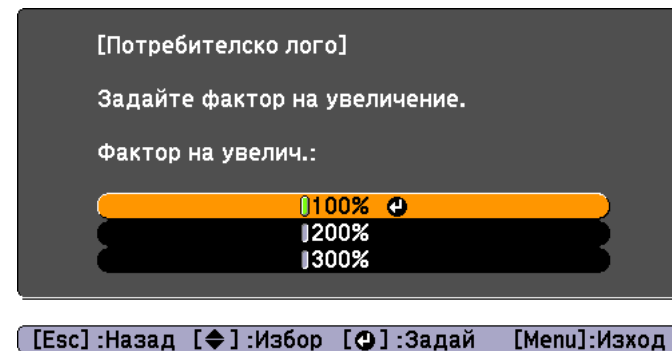 [Потребителско лого]
Задайте фактор на увеличение.
Фактор на увелич.:
100%
200%
300%
[Esc] :Назад [◆] :Избор [⏎] :Задай [Menu]:Изход